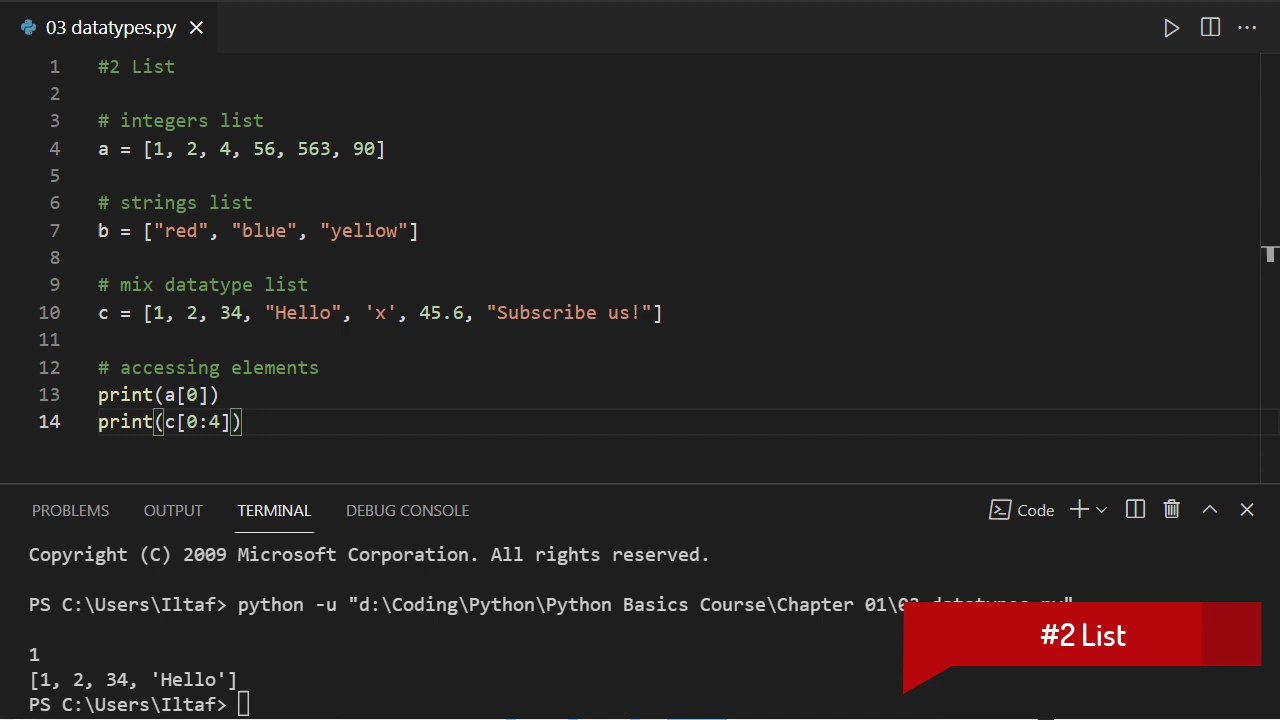 03 datatypes.py
1 #2 List
2
3 # integers list
4 a = [1, 2, 4, 56, 563, 90]
5
6 # strings list
7 b = ["red", "blue", "yellow"]
8
9 # mix datatype list
10 c = [1, 2, 34, "Hello", 'x', 45.6, "Subscribe us!"]
11
12 # accessing elements
13 print(a[0])
14 print(c[0:4])
PROBLEMS OUTPUT TERMINAL DEBUG CONSOLE Code
Copyright (C) 2009 Microsoft Corporation. All rights reserved.
PS C:\Users\Iltaf> python -u "d:\Coding\Python\Python Basics Course\Chapter 01\03 datatypes.py"
#2 List
1
[1, 2, 34, 'Hello']
PS C:\Users\Iltaf>